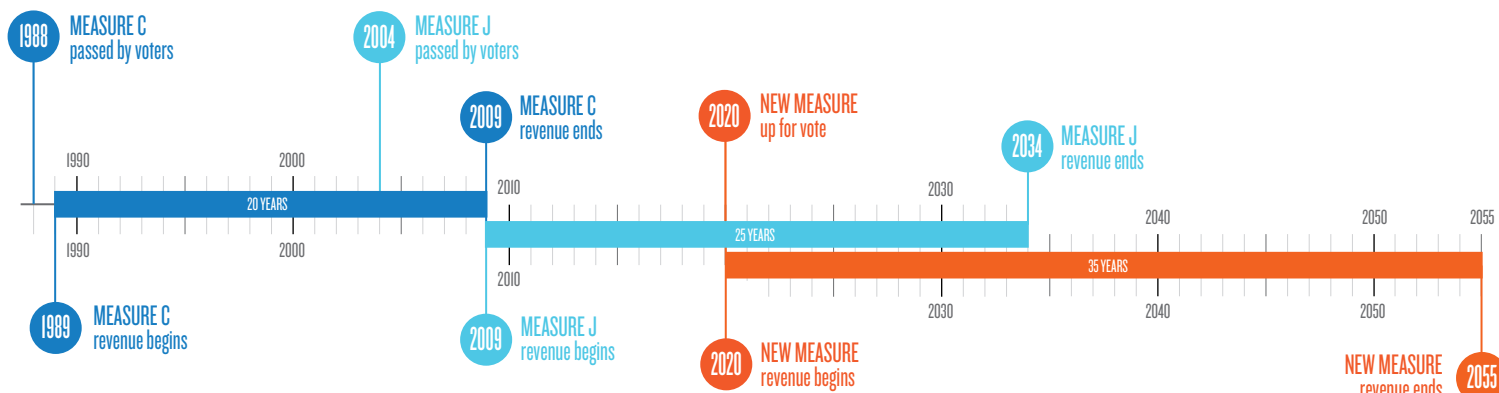 1988
MEASURE C
passed by voters
2004
MEASURE J
passed by voters
2009
MEASURE C
revenue ends
2020
NEW MEASURE
up for vote
2034
MEASURE J
revenue ends
1990
2000
2010
2030
2040
2050
2055
20 YEARS
25 YEARS
35 YEARS
1990
2000
2010
2030
2040
2050
1989
MEASURE C
revenue begins
2009
MEASURE J
revenue begins
2020
NEW MEASURE
revenue begins
NEW MEASURE
revenue ends
2055